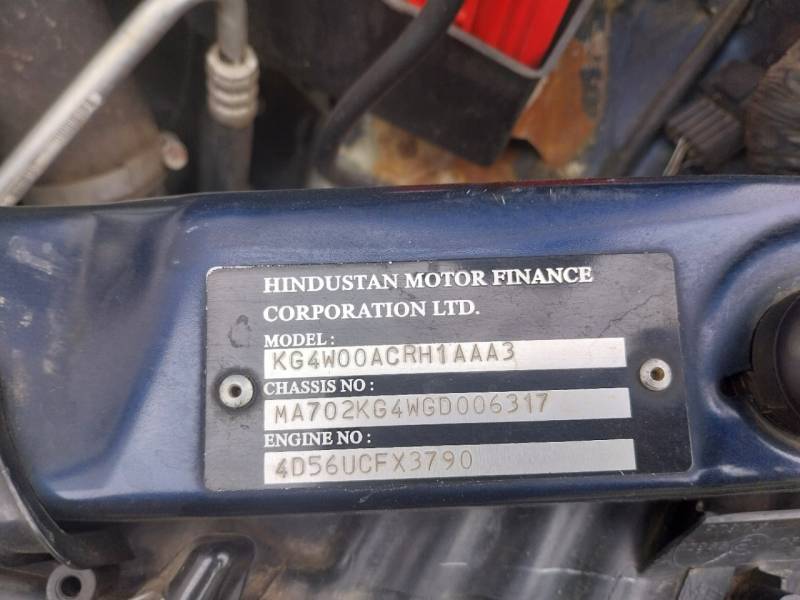 HINDUSTAN MOTOR FINANCE
CORPORATION LTD.
MODEL:
KG4W00ACRH1AAA3
CHASSIS NO :
MA702KG4WGD006317
ENGINE NO :
4D56UCFX3790